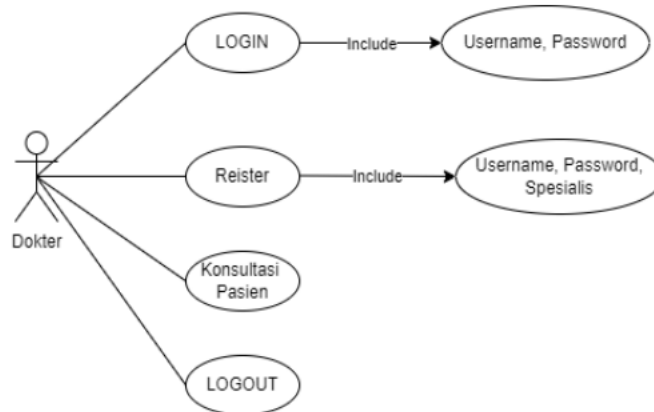 LOGIN
Include
Username, Password
Reister
Include
Username, Password,
Spesialis
Dokter
Konsultasi
Pasien
LOGOUT